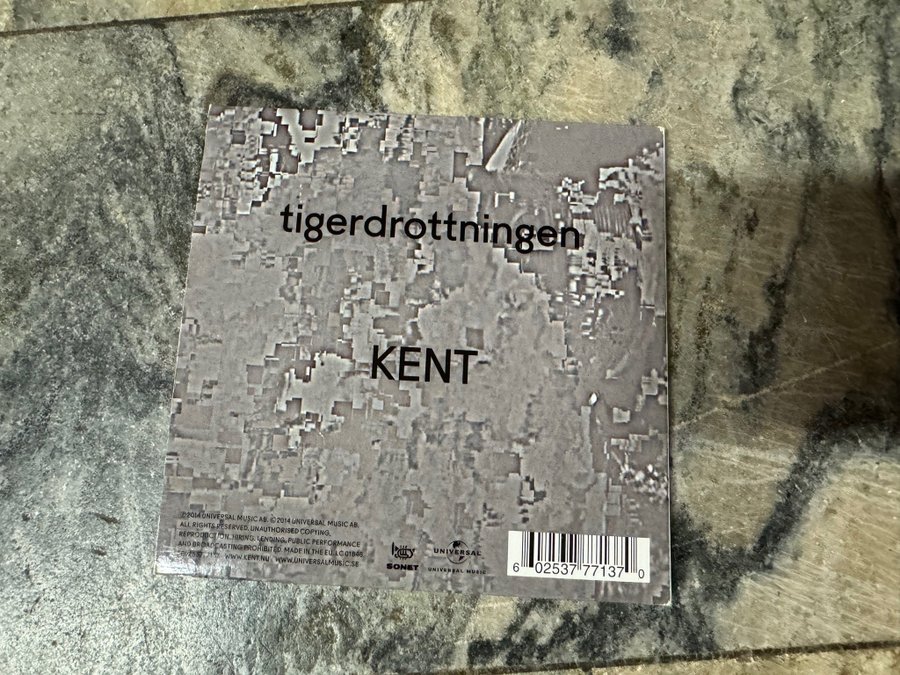 tigerdrottningen
KENT
℗2014 UNIVERSAL MUSIC AB. ©2014 UNIVERSAL MUSIC AB.
ALL RIGHTS RESERVED. UNAUTHORISED COPYING,
REPRODUCTION, HIRING, LENDING, PUBLIC PERFORMANCE
AND BROADCASTING PROHIBITED. MADE IN THE EU. LC 01846
WWW.KENT.NU WWW.UNIVERSALMUSIC.SE
SONET
UNIVERSAL
UNIVERSAL MUSIC
6 02537 77137 0